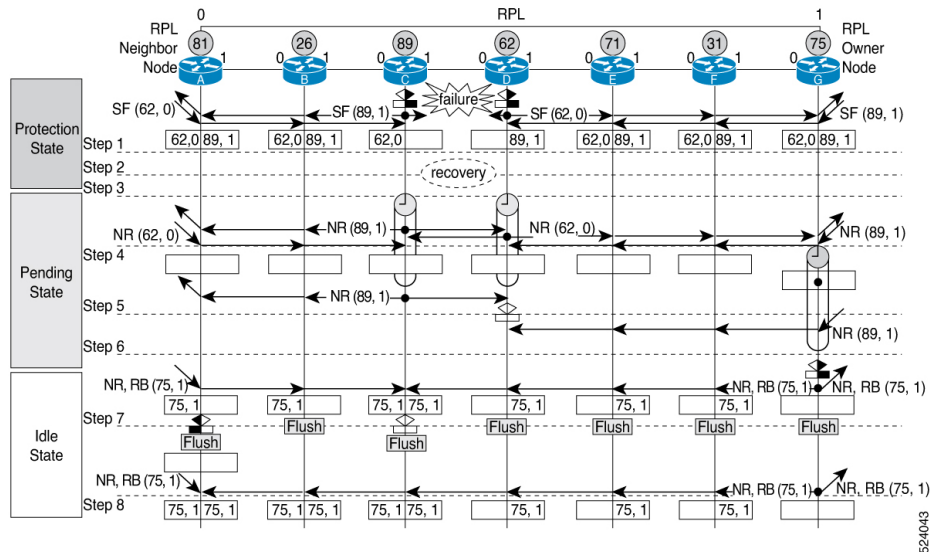 0 RPL 1
RPL Neighbor Node
RPL Owner Node
81 26 89 62 71 31 75
0 1 0 1 0 1 0 1 0 1 0 1 0 1
A B C D E F G
failure
SF (62, 0) SF (89, 1) SF (62, 0) SF (89, 1)
Protection State
62,0 89, 1 62,0 89, 1 62,0 89, 1 62,0 89, 1 62,0 89, 1 62,0 89, 1
Step 1
Step 2
recovery
Step 3
NR (62, 0) NR (89, 1) NR (62, 0) NR (89, 1)
Step 4
Pending State
NR (89, 1)
Step 5
NR (89, 1)
Step 6
NR, RB (75, 1) NR, RB (75, 1) NR, RB (75, 1)
75, 1 75, 1 75, 1 75, 1 75, 1 75, 1 75, 1
Step 7
Flush Flush Flush Flush Flush Flush Flush
Idle State
NR, RB (75, 1) NR, RB (75, 1) NR, RB (75, 1)
Step 8
75, 1 75, 1 75, 1 75, 1 75, 1 75, 1 75, 1 75, 1 75, 1
524043